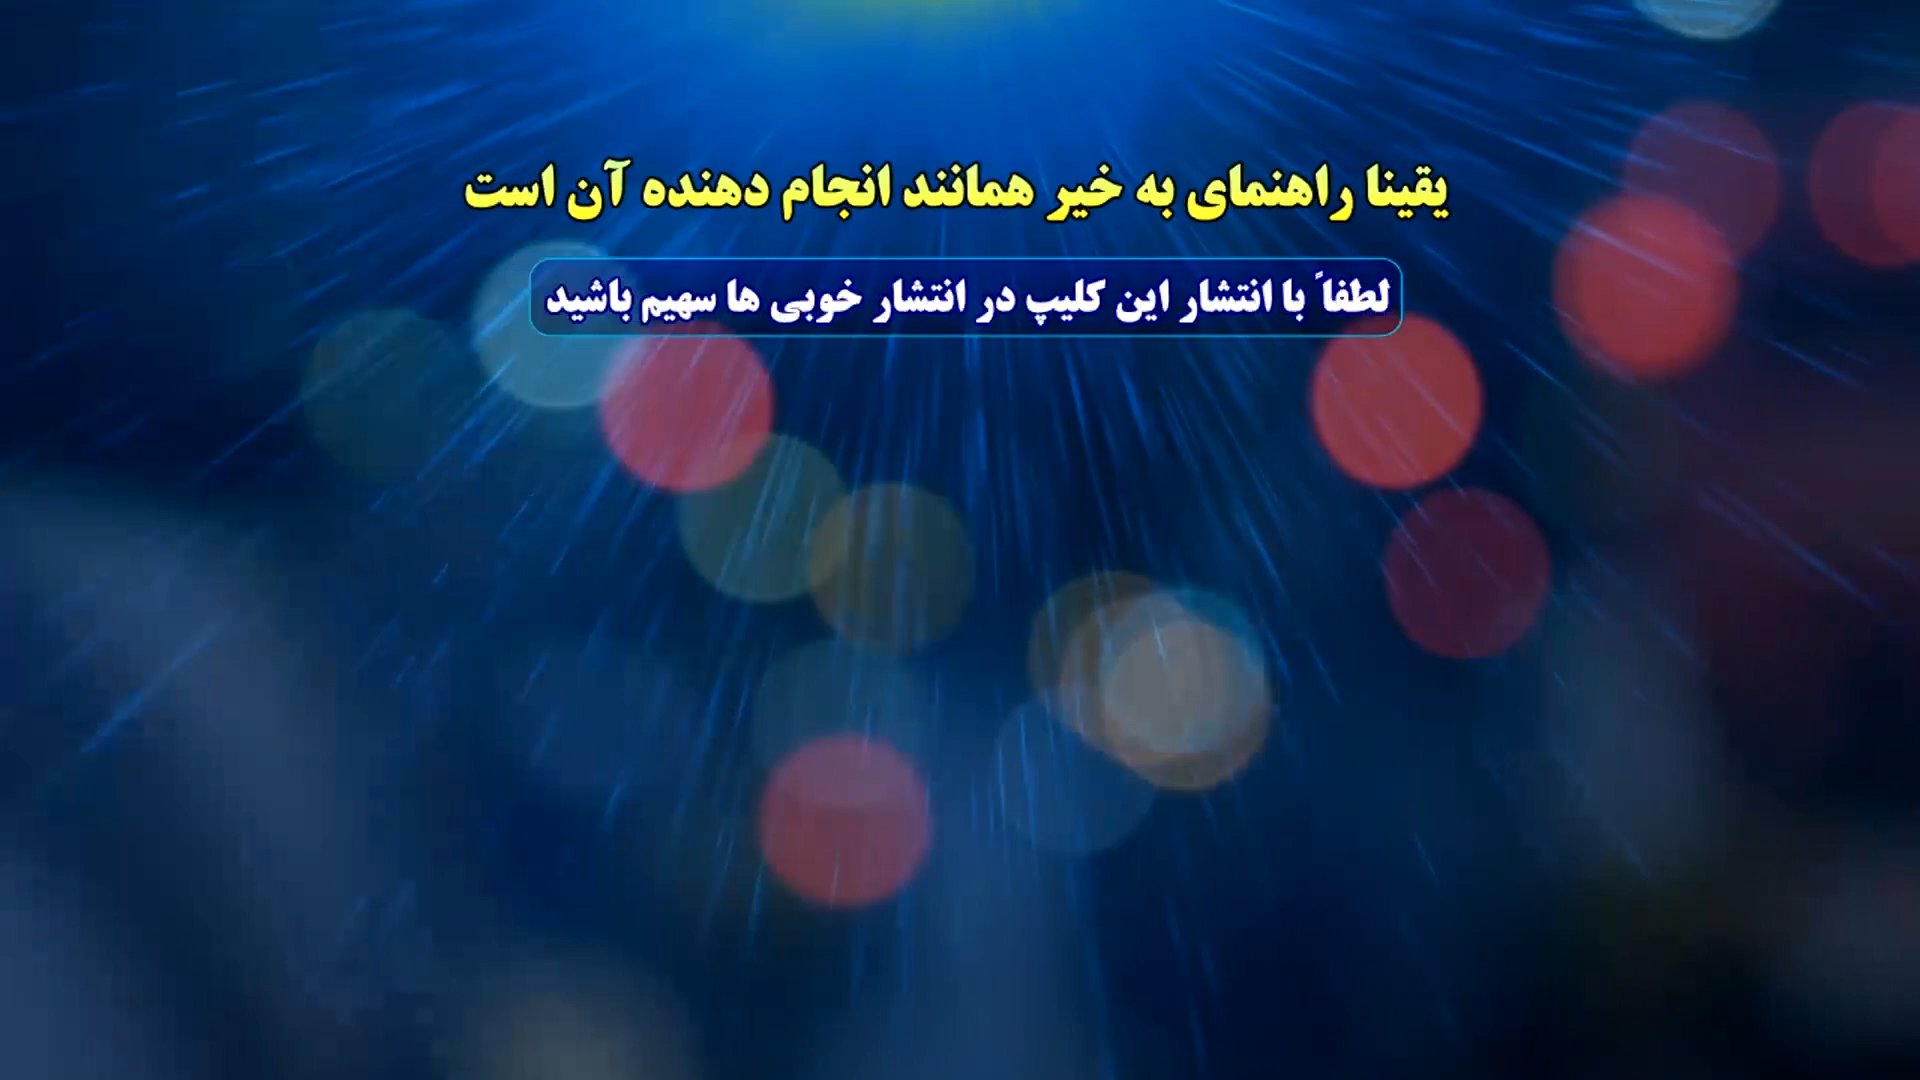 یقینا راهنمای به خیر همانند انجام دهنده آن است
لطفاً با انتشار این کلیپ در انتشار خوبی ها سهیم باشید